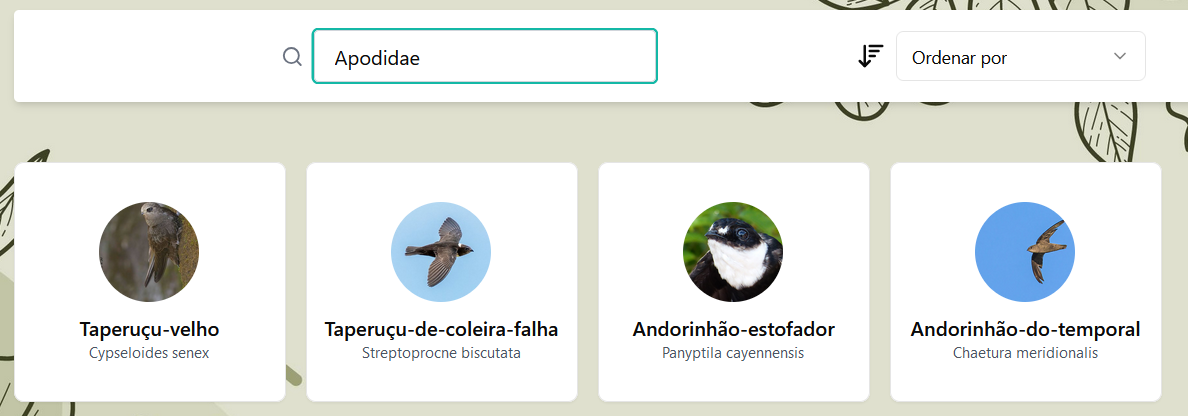 Apodidae
Ordenar por
Taperuçu-velho
Cypseloides senex
Taperuçu-de-coleira-falha
Streptoprocne biscutata
Andorinhão-estofador
Panyptila cayennensis
Andorinhão-do-temporal
Chaetura meridionalis